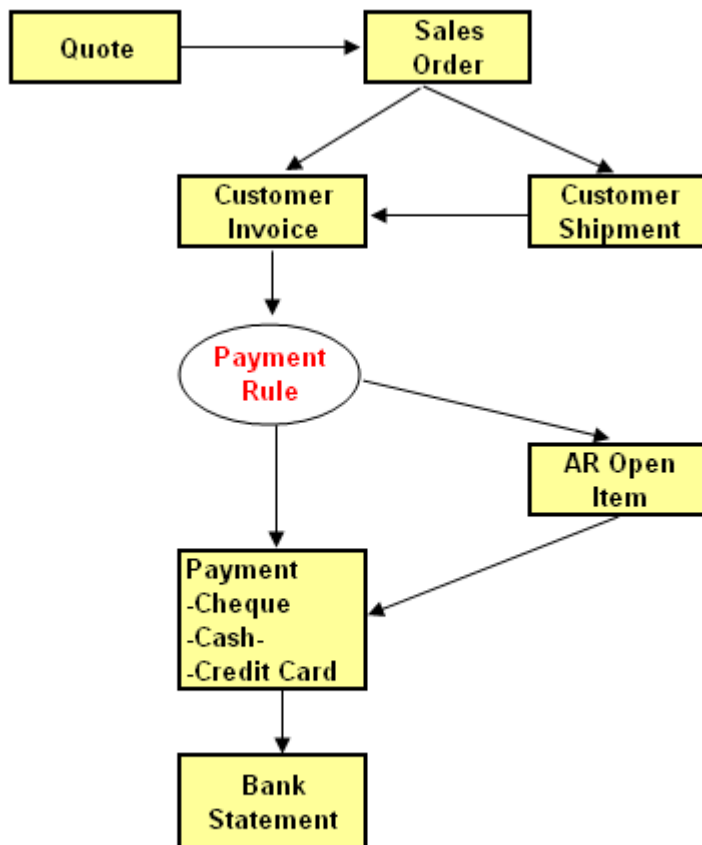 Quote
Sales
Order
Customer
Invoice
Customer
Shipment
Payment
Rule
AR Open
Item
Payment
-Cheque
-Cash-
-Credit Card
Bank
Statement